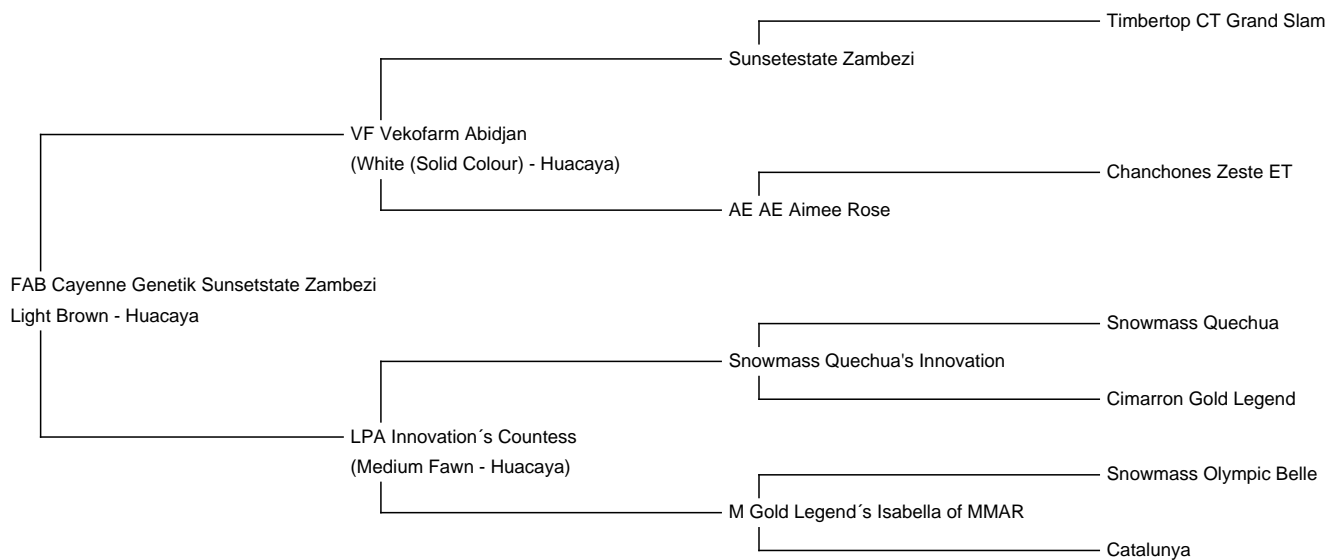 Timbertop CT Grand Slam
Sunsetestate Zambezi
VF Vekofarm Abidjan
(White (Solid Colour) - Huacaya)
Chanchones Zeste ET
AE AE Aimee Rose
FAB Cayenne Genetik Sunsetstate Zambezi
Light Brown - Huacaya
Snowmass Quechua
Snowmass Quechua's Innovation
Cimarron Gold Legend
LPA Innovation´s Countess
(Medium Fawn - Huacaya)
Snowmass Olympic Belle
M Gold Legend´s Isabella of MMAR
Catalunya